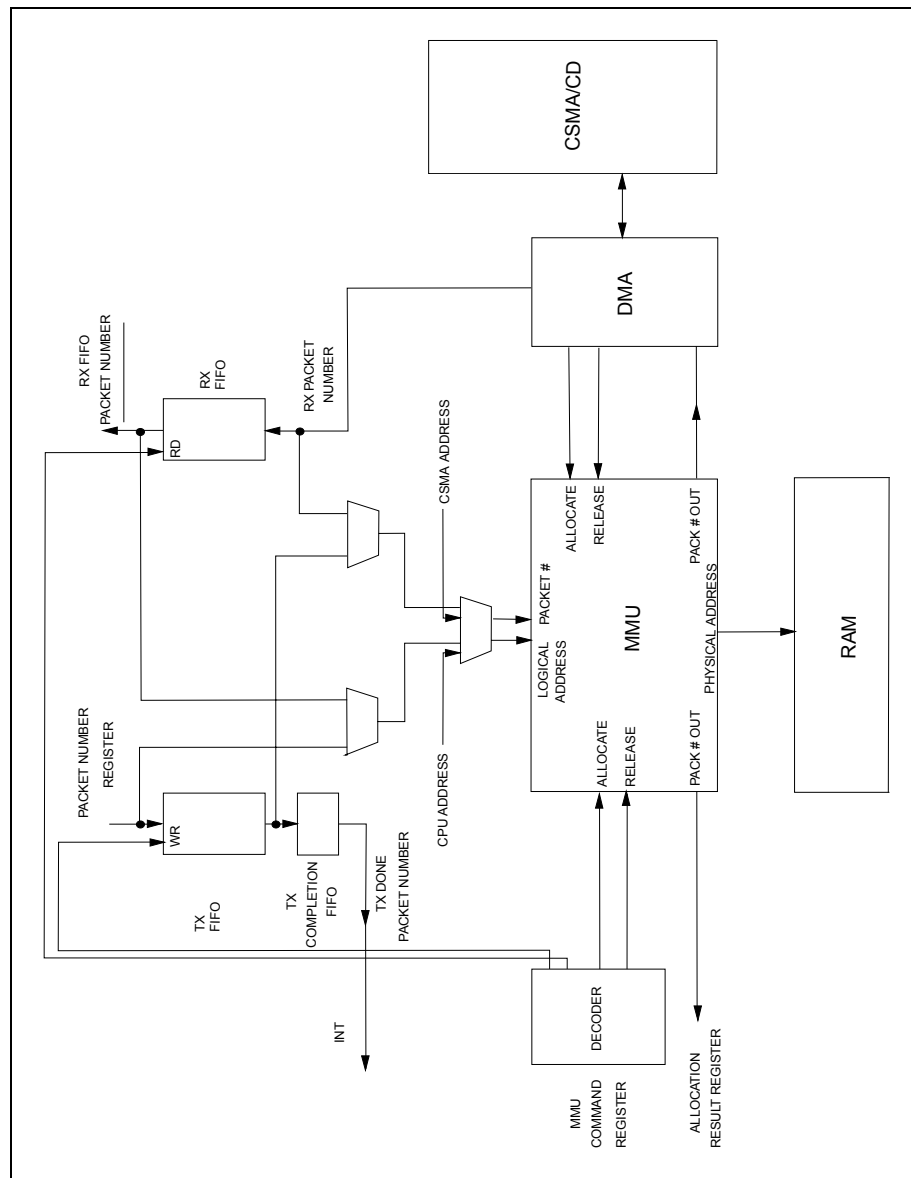 CSMA/CD
DMA
RX FIFO
PACKET NUMBER
RX
FIFO
RD
RX PACKET
NUMBER
CSMA ADDRESS
ALLOCATE
RELEASE
PACK # OUT
PACKET #
LOGICAL
ADDRESS
MMU
PHYSICAL ADDRESS
RAM
PACKET NUMBER
REGISTER
WR
TX
FIFO
TX
COMPLETION
FIFO
TX DONE
PACKET NUMBER
INT
CPU ADDRESS
ALLOCATE
RELEASE
PACK # OUT
DECODER
MMU
COMMAND
REGISTER
ALLOCATION
RESULT REGISTER